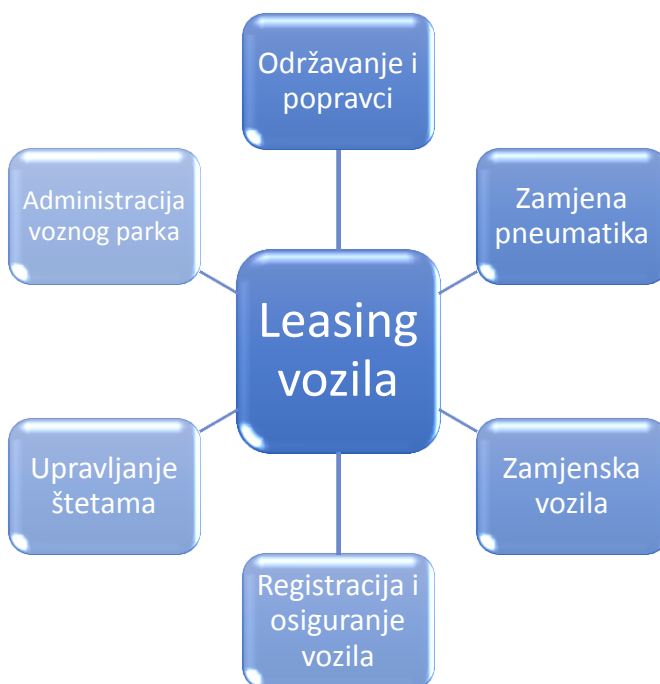 Održavanje i
popravci
Administracija
voznog parka
Zamjena
pneumatika
Leasing
vozila
Upravljanje
štetama
Zamjenska
vozila
Registracija i
osiguranje
vozila